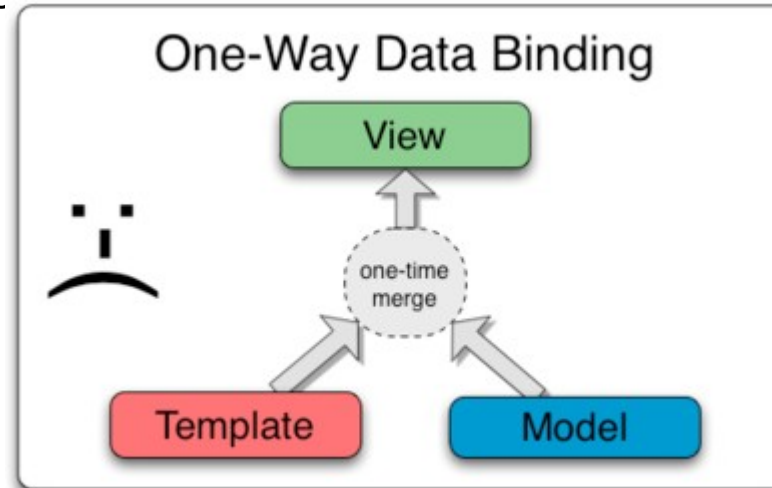 One-Way Data Binding
View
one-time
merge
Template
Model